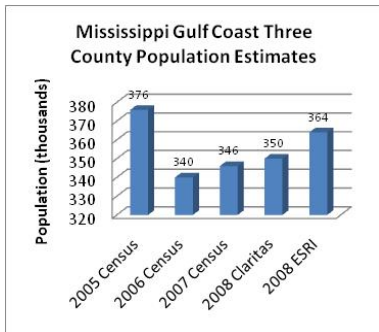 Mississippi Gulf Coast Three
County Population Estimates
Population (thousands)
380
370
360
350
340
330
320
376
340
346
350
364
2005 Census
2006 Census
2007 Census
2008 Claritas
2008 ESRI